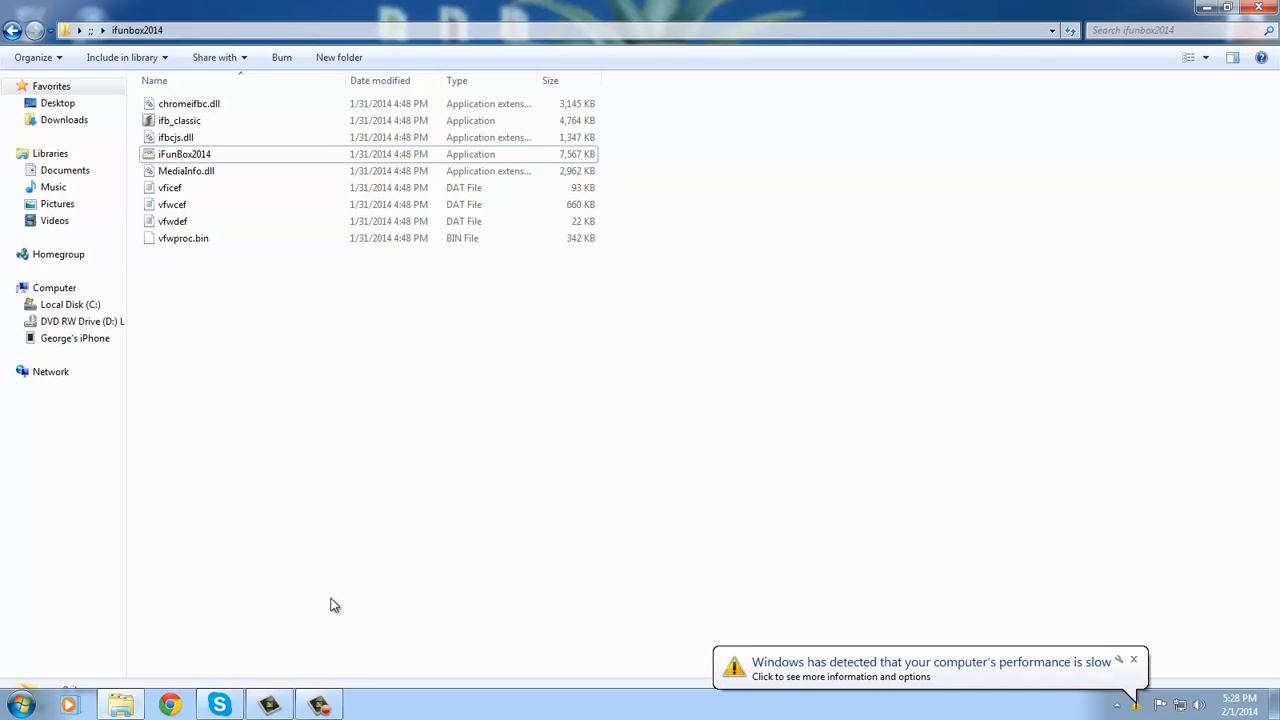 ;; ifunbox2014
Search ifunbox2014
Organize Include in library Share with Burn New folder
Name Date modified Type Size
Favorites
Desktop
Downloads
Libraries
Documents
Music
Pictures
Videos
Homegroup
Computer
Local Disk (C:)
DVD RW Drive (D:) L
George's iPhone
Network
chromeifbc.dll 1/31/2014 4:48 PM Application extens... 3,145 KB
ifb_classic 1/31/2014 4:48 PM Application 4,764 KB
ifbcjs.dll 1/31/2014 4:48 PM Application extens... 1,347 KB
iFunBox2014 1/31/2014 4:48 PM Application 7,567 KB
MediaInfo.dll 1/31/2014 4:48 PM Application extens... 2,962 KB
vficef 1/31/2014 4:48 PM DAT File 93 KB
vfwcef 1/31/2014 4:48 PM DAT File 660 KB
vfwdef 1/31/2014 4:48 PM DAT File 22 KB
vfwproc.bin 1/31/2014 4:48 PM BIN File 342 KB
Windows has detected that your computer's performance is slow
Click to see more information and options
5:28 PM
2/1/2014